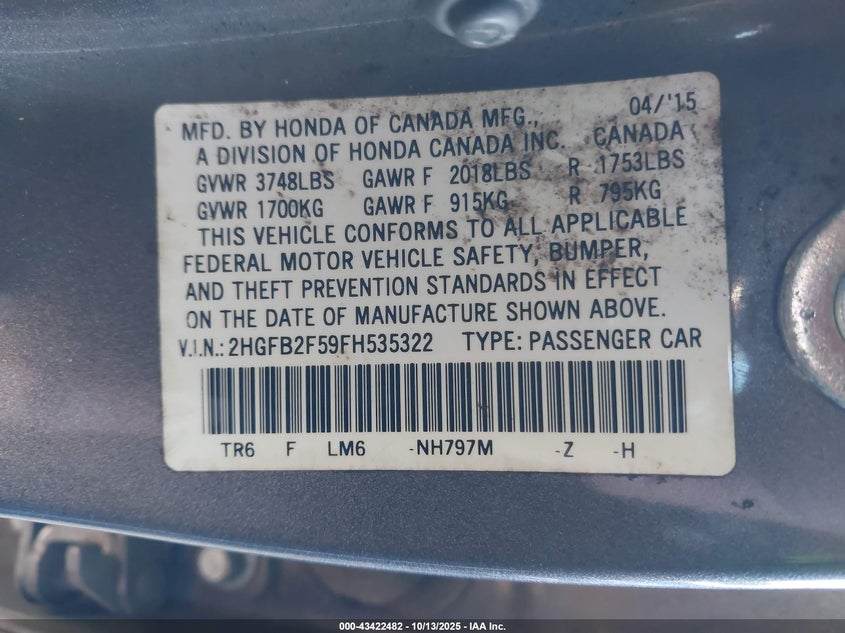 04/'15
MFD. BY HONDA OF CANADA MFG.,
A DIVISION OF HONDA CANADA INC. CANADA
GVWR 3748LBS GAWR F 2018LBS R 1753LBS
GVWR 1700KG GAWR F 915KG R 795KG
THIS VEHICLE CONFORMS TO ALL APPLICABLE
FEDERAL MOTOR VEHICLE SAFETY, BUMPER,
AND THEFT PREVENTION STANDARDS IN EFFECT
ON THE DATE OF MANUFACTURE SHOWN ABOVE.
V.I.N.: 2HGFB2F59FH535322 TYPE: PASSENGER CAR
TR6 F LM6 -NH797M -Z -H
000-43422482 - 10/13/2025 - IAA Inc.